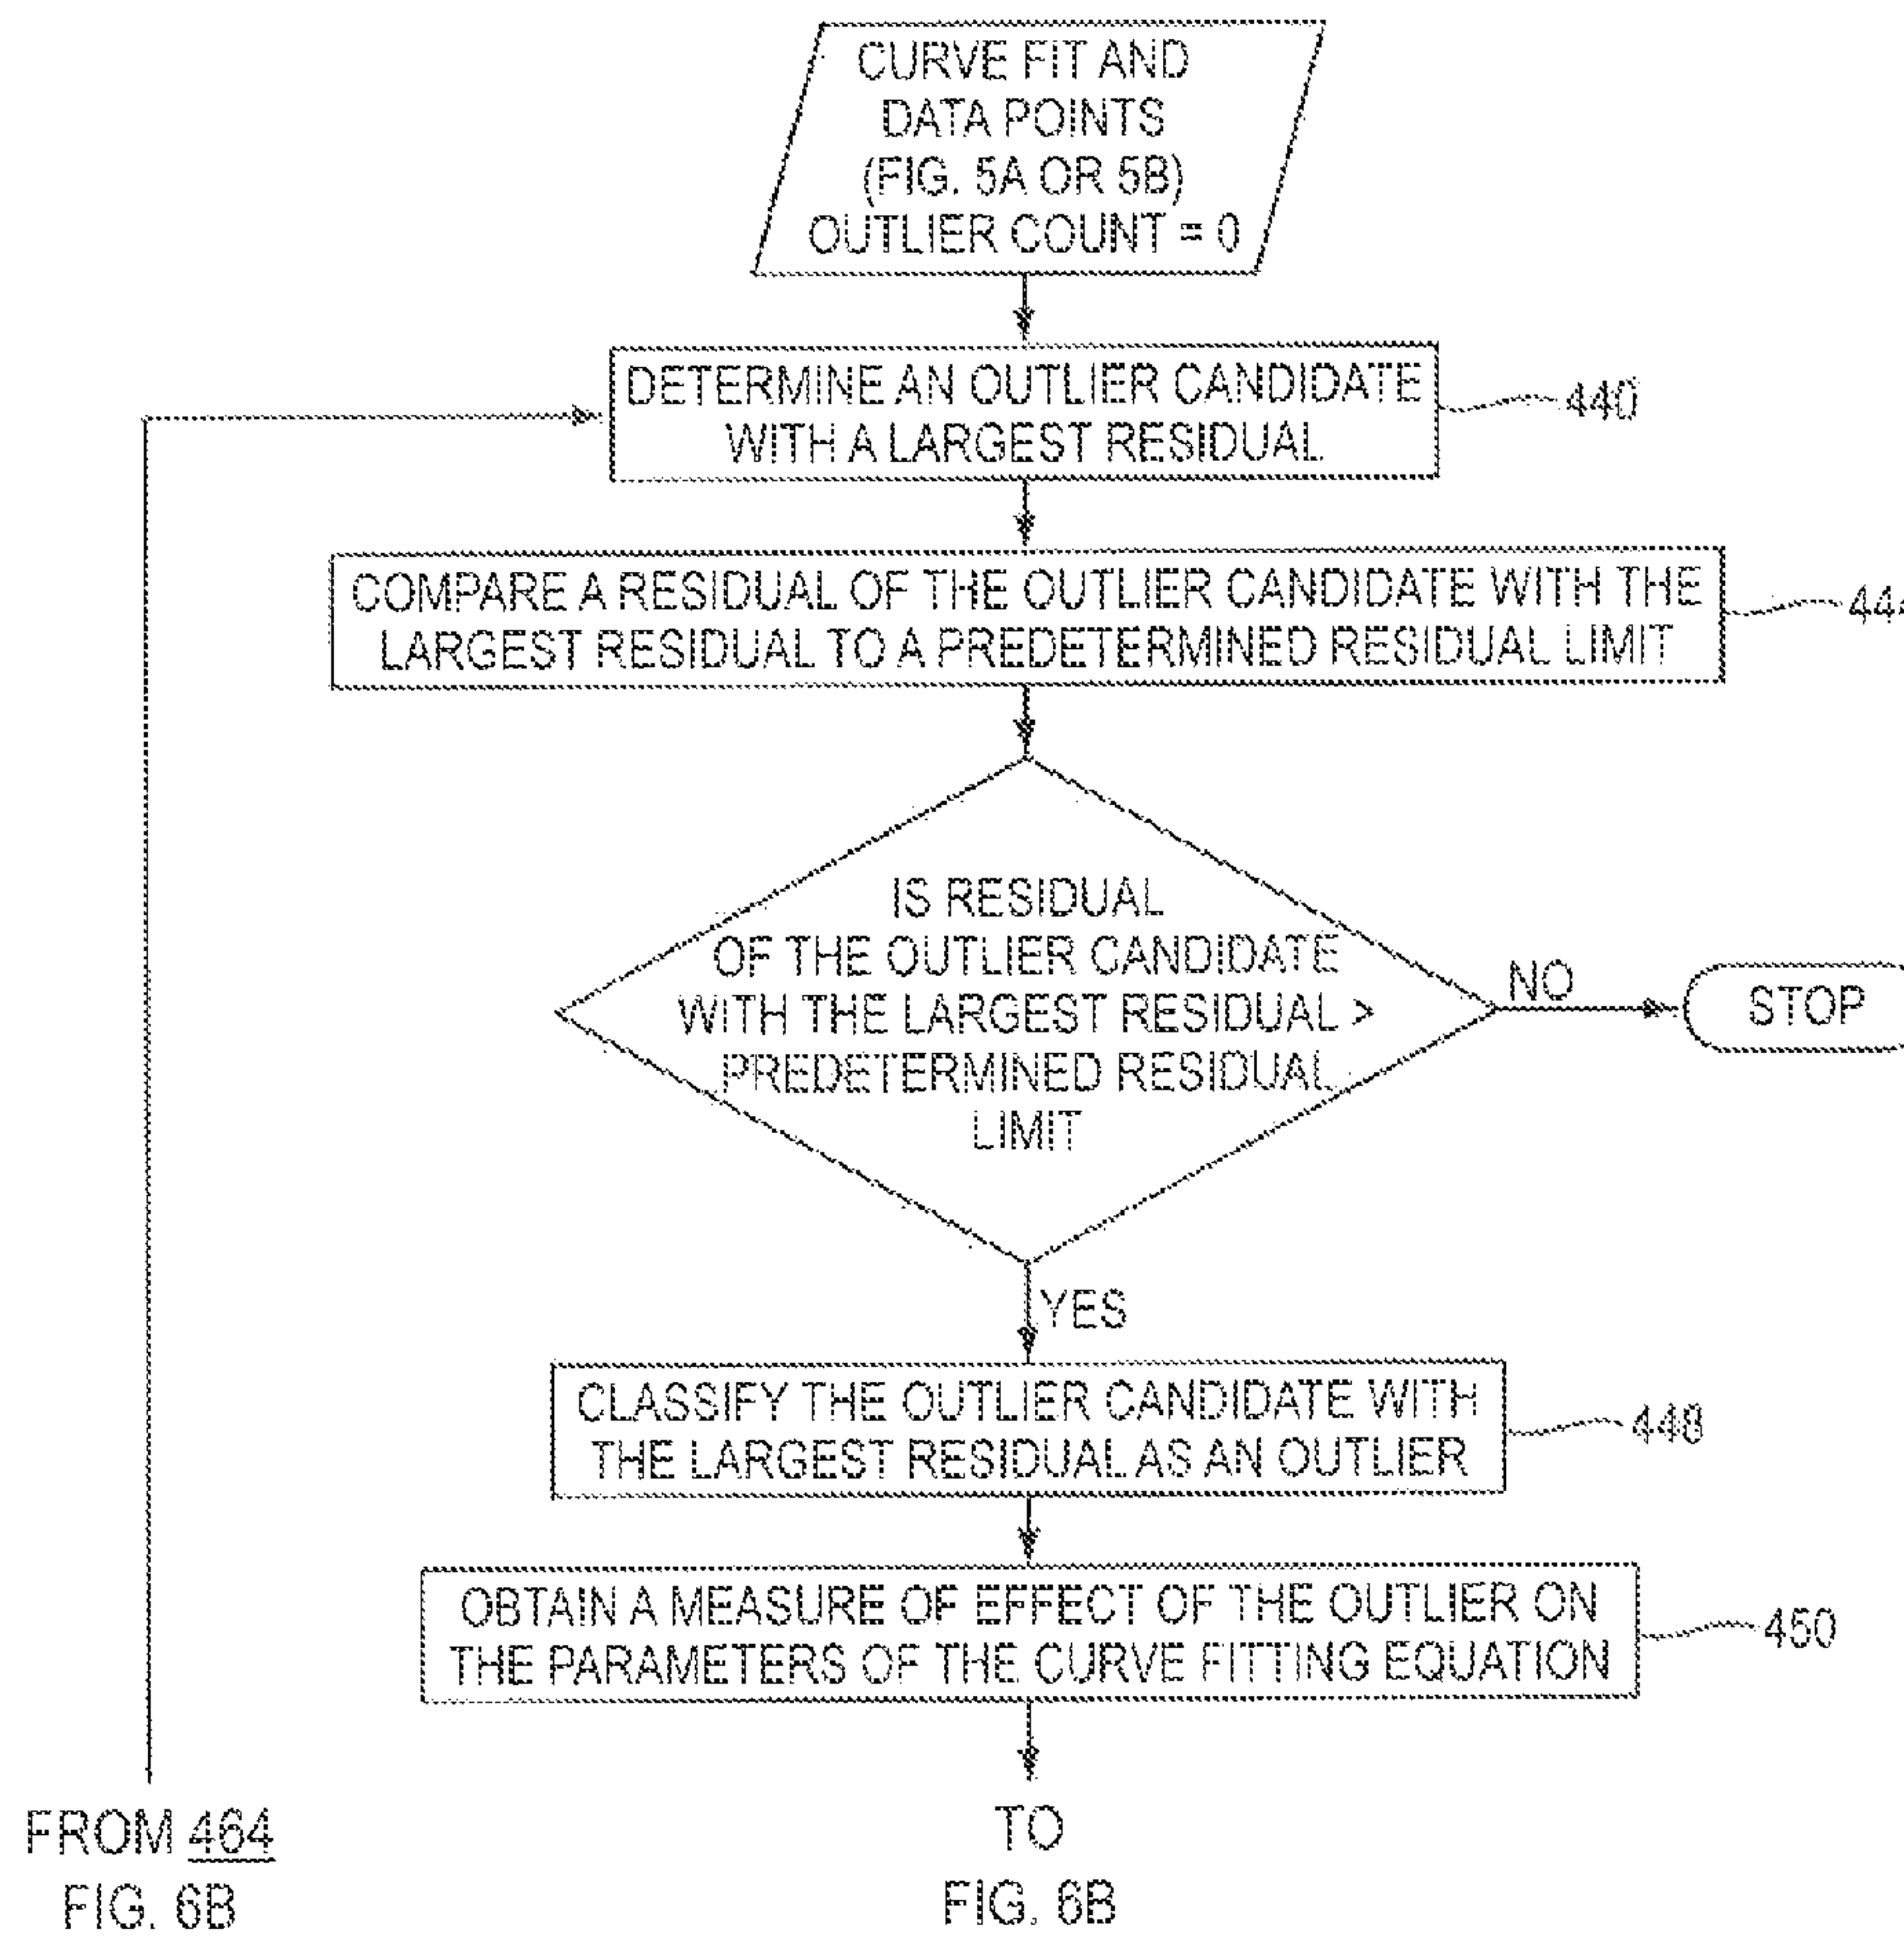 CURVE FIT AND
DATA POINTS
(FIG. 5A OR 5B)
OUTLIER COUNT = 0
DETERMINE AN OUTLIER CANDIDATE
WITH A LARGEST RESIDUAL
440
COMPARE A RESIDUAL OF THE OUTLIER CANDIDATE WITH THE
LARGEST RESIDUAL TO A PREDETERMINED RESIDUAL LIMIT
IS RESIDUAL
OF THE OUTLIER CANDIDATE
WITH THE LARGEST RESIDUAL >
PREDETERMINED RESIDUAL
LIMIT
NO
STOP
YES
CLASSIFY THE OUTLIER CANDIDATE WITH
THE LARGEST RESIDUAL AS AN OUTLIER
448
OBTAIN A MEASURE OF EFFECT OF THE OUTLIER ON
THE PARAMETERS OF THE CURVE FITTING EQUATION
450
FROM 464
FIG. 6B
TO
FIG. 6B